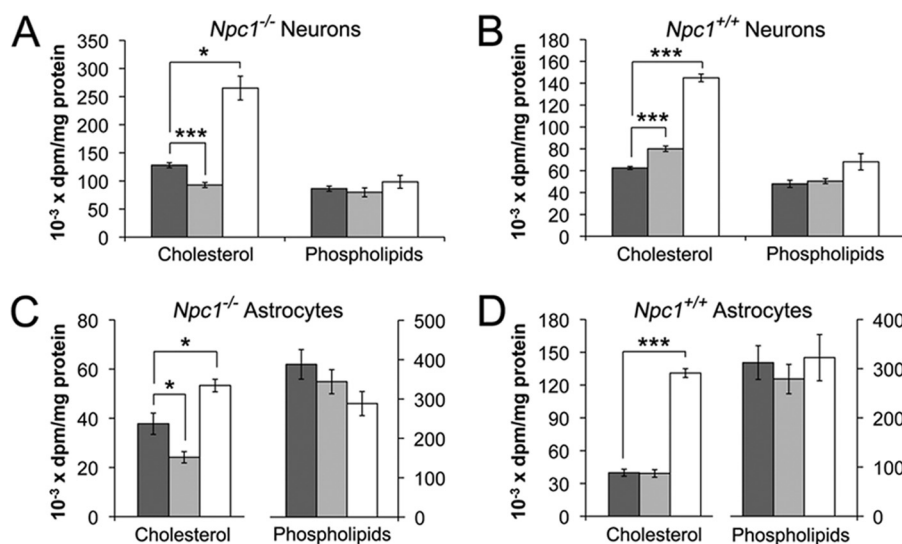 A
Npc1-/- Neurons
10-3 x dpm/mg protein
350
300
250
200
150
100
50
0
*
***
Cholesterol
Phospholipids
B
Npc1+/+ Neurons
10-3 x dpm/mg protein
180
160
140
120
100
80
60
40
20
0
***
***
Cholesterol
Phospholipids
C
Npc1-/- Astrocytes
10-3 x dpm/mg protein
80
60
40
20
0
*
*
500
400
300
200
100
0
Cholesterol
Phospholipids
D
Npc1+/+ Astrocytes
10-3 x dpm/mg protein
180
150
120
90
60
30
0
***
400
300
200
100
0
Cholesterol
Phospholipids